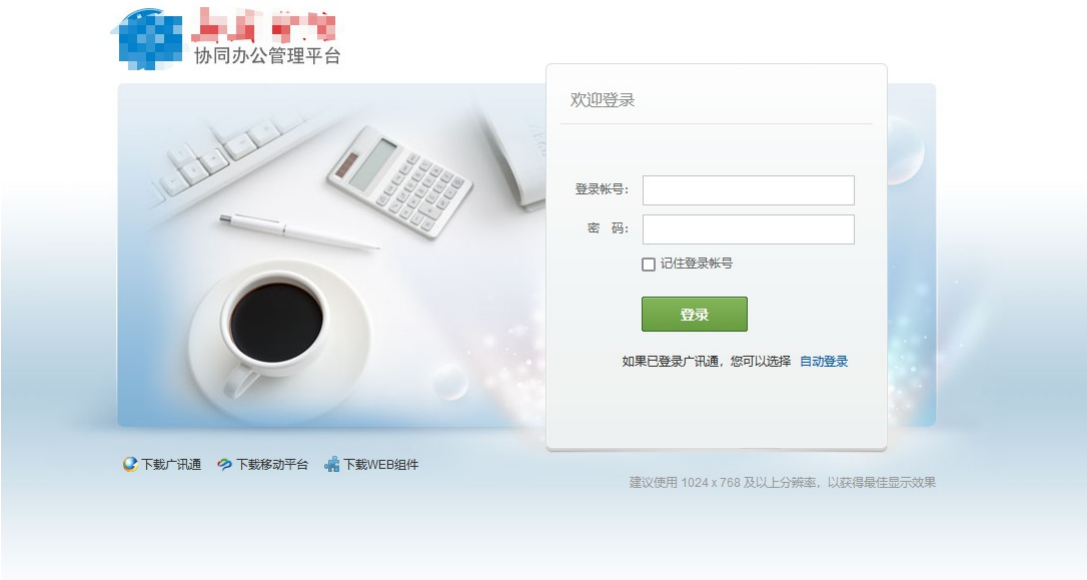 协同办公管理平台
欢迎登录
登录帐号:
密 码:
记住登录帐号
登录
如果已登录广讯通，您可以选择 自动登录
下载广讯通 下载移动平台 下载WEB组件
建议使用 1024 x 768 及以上分辨率，以获得最佳显示效果